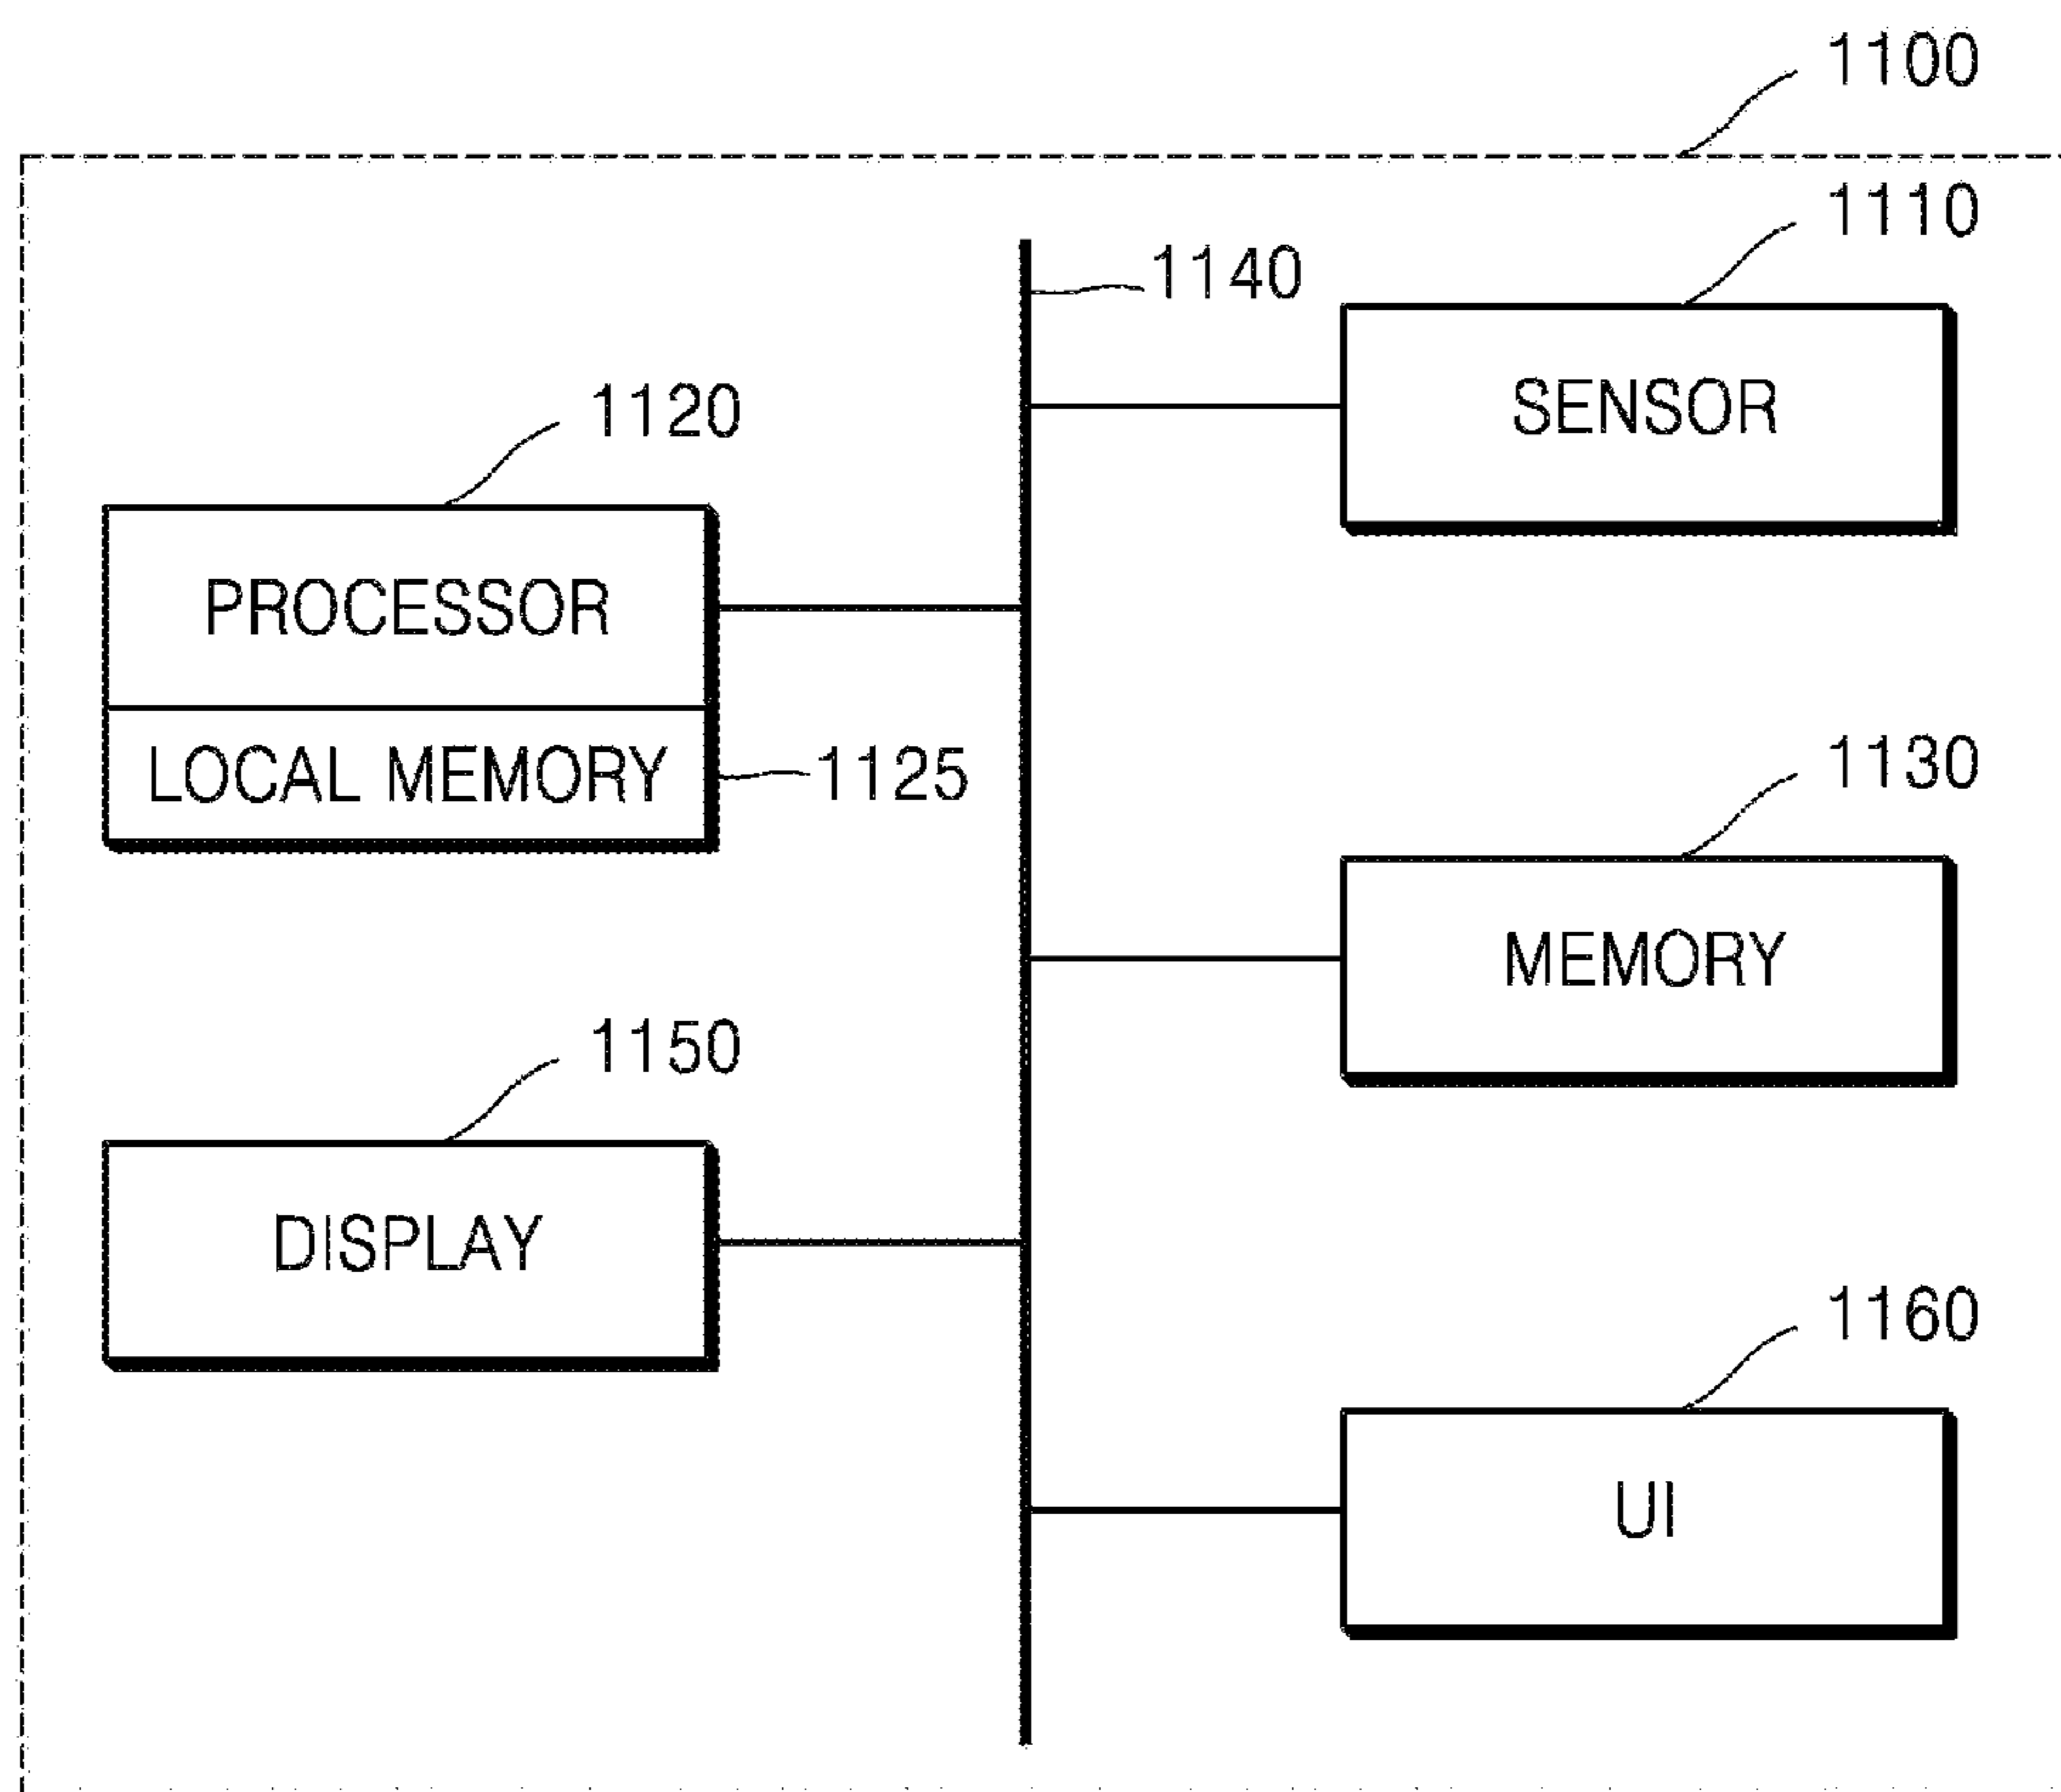 1100
1110
1140
SENSOR
1120
PROCESSOR
LOCAL MEMORY
1125
1130
MEMORY
1150
DISPLAY
1160
UI